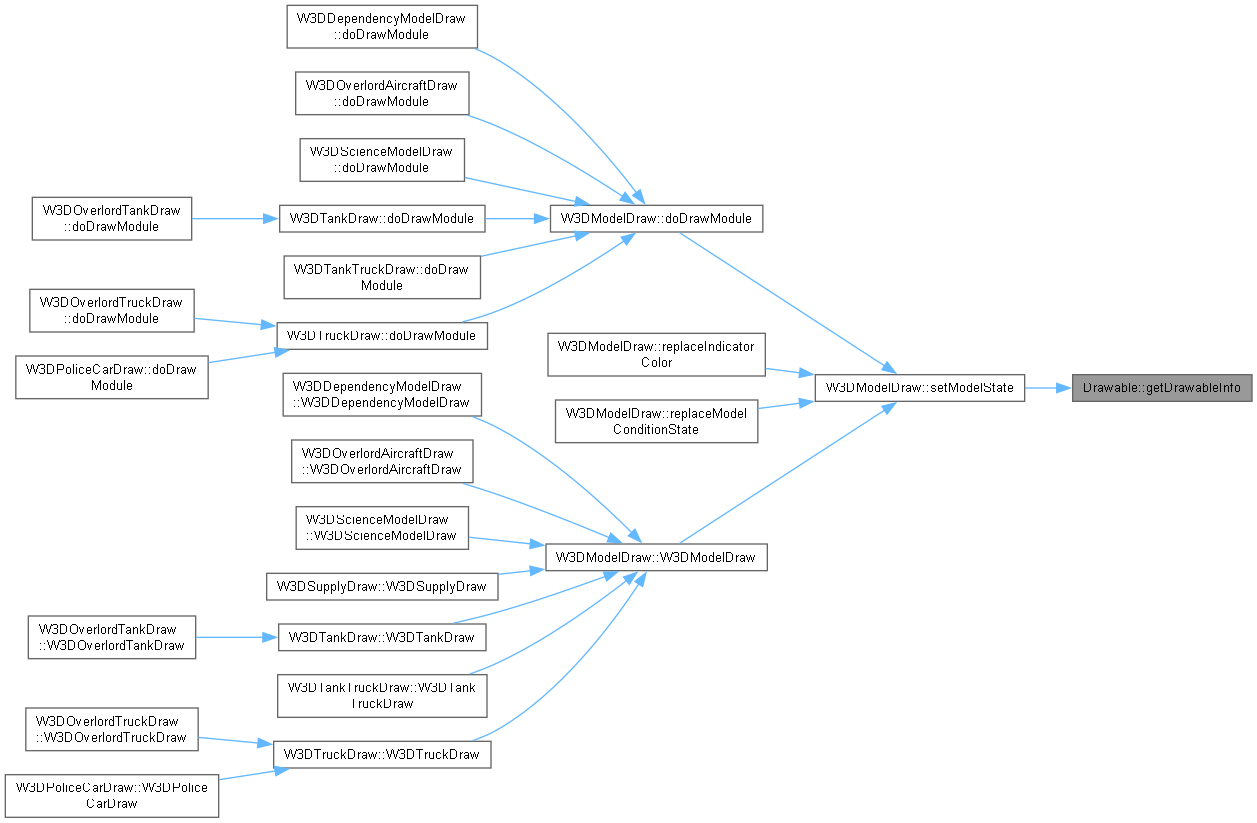 W3DDependencyModelDraw
::doDrawModule
W3DOverlordAircraftDraw
::doDrawModule
W3DScienceModelDraw
::doDrawModule
W3DOverlordTankDraw
::doDrawModule
W3DTankDraw::doDrawModule
W3DModelDraw::doDrawModule
W3DTankTruckDraw::doDraw
Module
W3DOverlordTruckDraw
::doDrawModule
W3DTruckDraw::doDrawModule
W3DPoliceCarDraw::doDraw
Module
W3DModelDraw::replaceIndicator
Color
W3DModelDraw::setModelState
Drawable::getDrawableInfo
W3DDependencyModelDraw
::W3DDependencyModelDraw
W3DModelDraw::replaceModel
ConditionState
W3DOverlordAircraftDraw
::W3DOverlordAircraftDraw
W3DScienceModelDraw
::W3DScienceModelDraw
W3DModelDraw::W3DModelDraw
W3DSupplyDraw::W3DSupplyDraw
W3DOverlordTankDraw
::W3DOverlordTankDraw
W3DTankDraw::W3DTankDraw
W3DTankTruckDraw::W3DTank
TruckDraw
W3DOverlordTruckDraw
::W3DOverlordTruckDraw
W3DTruckDraw::W3DTruckDraw
W3DPoliceCarDraw::W3DPolice
CarDraw